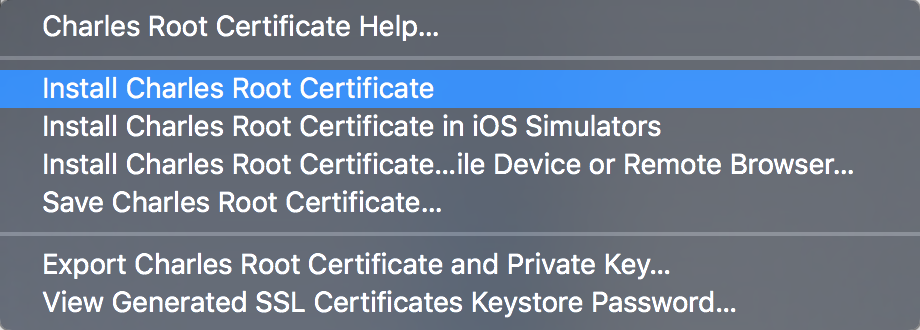 Charles Root Certificate Help...
Install Charles Root Certificate
Install Charles Root Certificate in iOS Simulators
Install Charles Root Certificate...ile Device or Remote Browser...
Save Charles Root Certificate...
Export Charles Root Certificate and Private Key...
View Generated SSL Certificates Keystore Password...